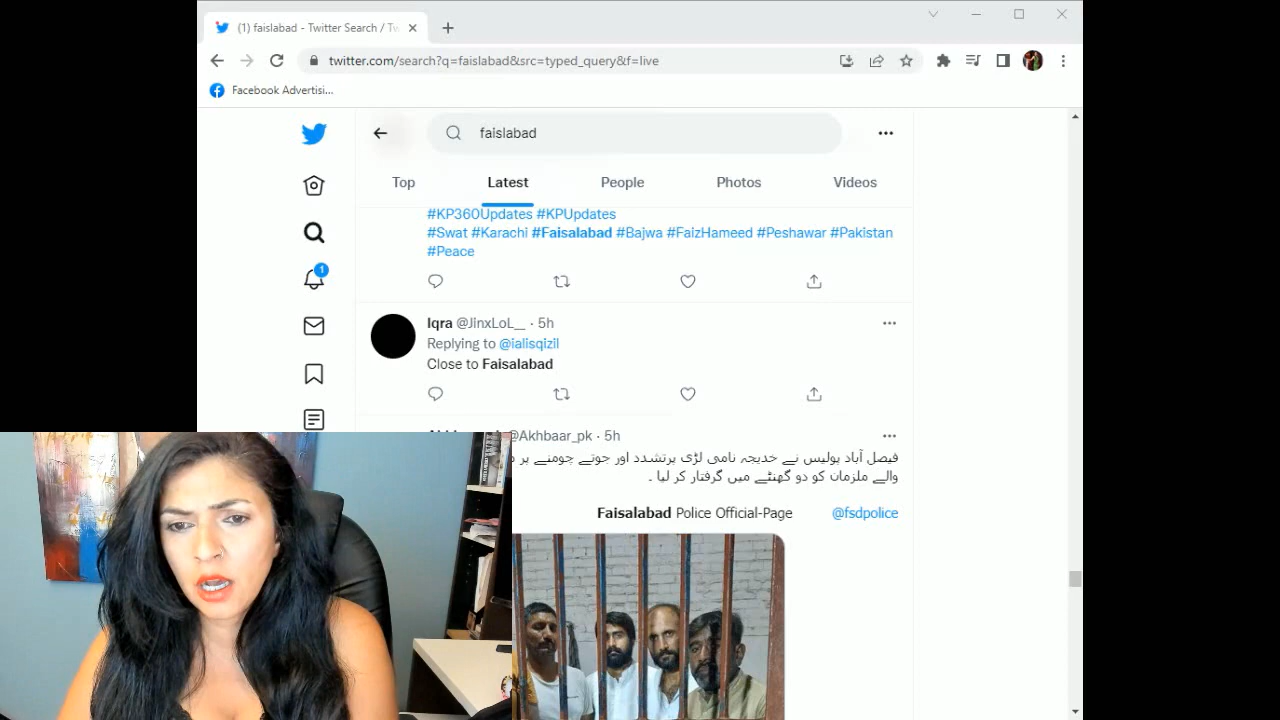 (1) faislabad - Twitter Search / Tw
twitter.com/search?q=faislabad&src=typed_query&f=live
Facebook Advertisi...
faislabad
Top
Latest
People
Photos
Videos
#KP360Updates #KPUpdates
#Swat #Karachi #Faisalabad #Bajwa #FaizHameed #Peshawar #Pakistan
#Peace
1
Iqra @JinxLoL__ · 5h
Replying to @ialisqizil
Close to Faisalabad
@Akhbaar_pk · 5h
فیصل آباد پولیس نے خدیجہ نامی لڑکی پرتشدد اور جوتے چومنے پر
والے ملزمان کو دو گھنٹے میں گرفتار کر لیا ۔
Faisalabad Police Official-Page @fsdpolice